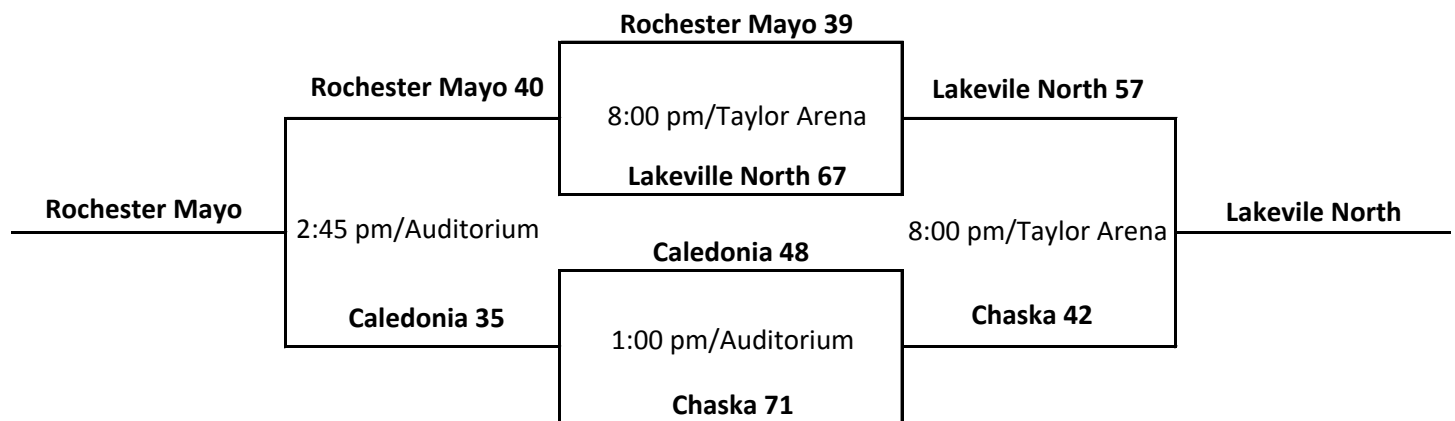 Rochester Mayo 39
Rochester Mayo 40
Lakevile North 57
8:00 pm/Taylor Arena
Lakeville North 67
Rochester Mayo
Lakevile North
2:45 pm/Auditorium
8:00 pm/Taylor Arena
Caledonia 48
Caledonia 35
Chaska 42
1:00 pm/Auditorium
Chaska 71